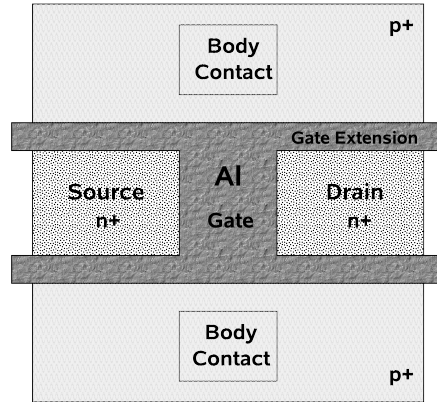 p+
Body
Contact
Gate Extension
Al
Source
n+
Gate
Drain
n+
Body
Contact
p+